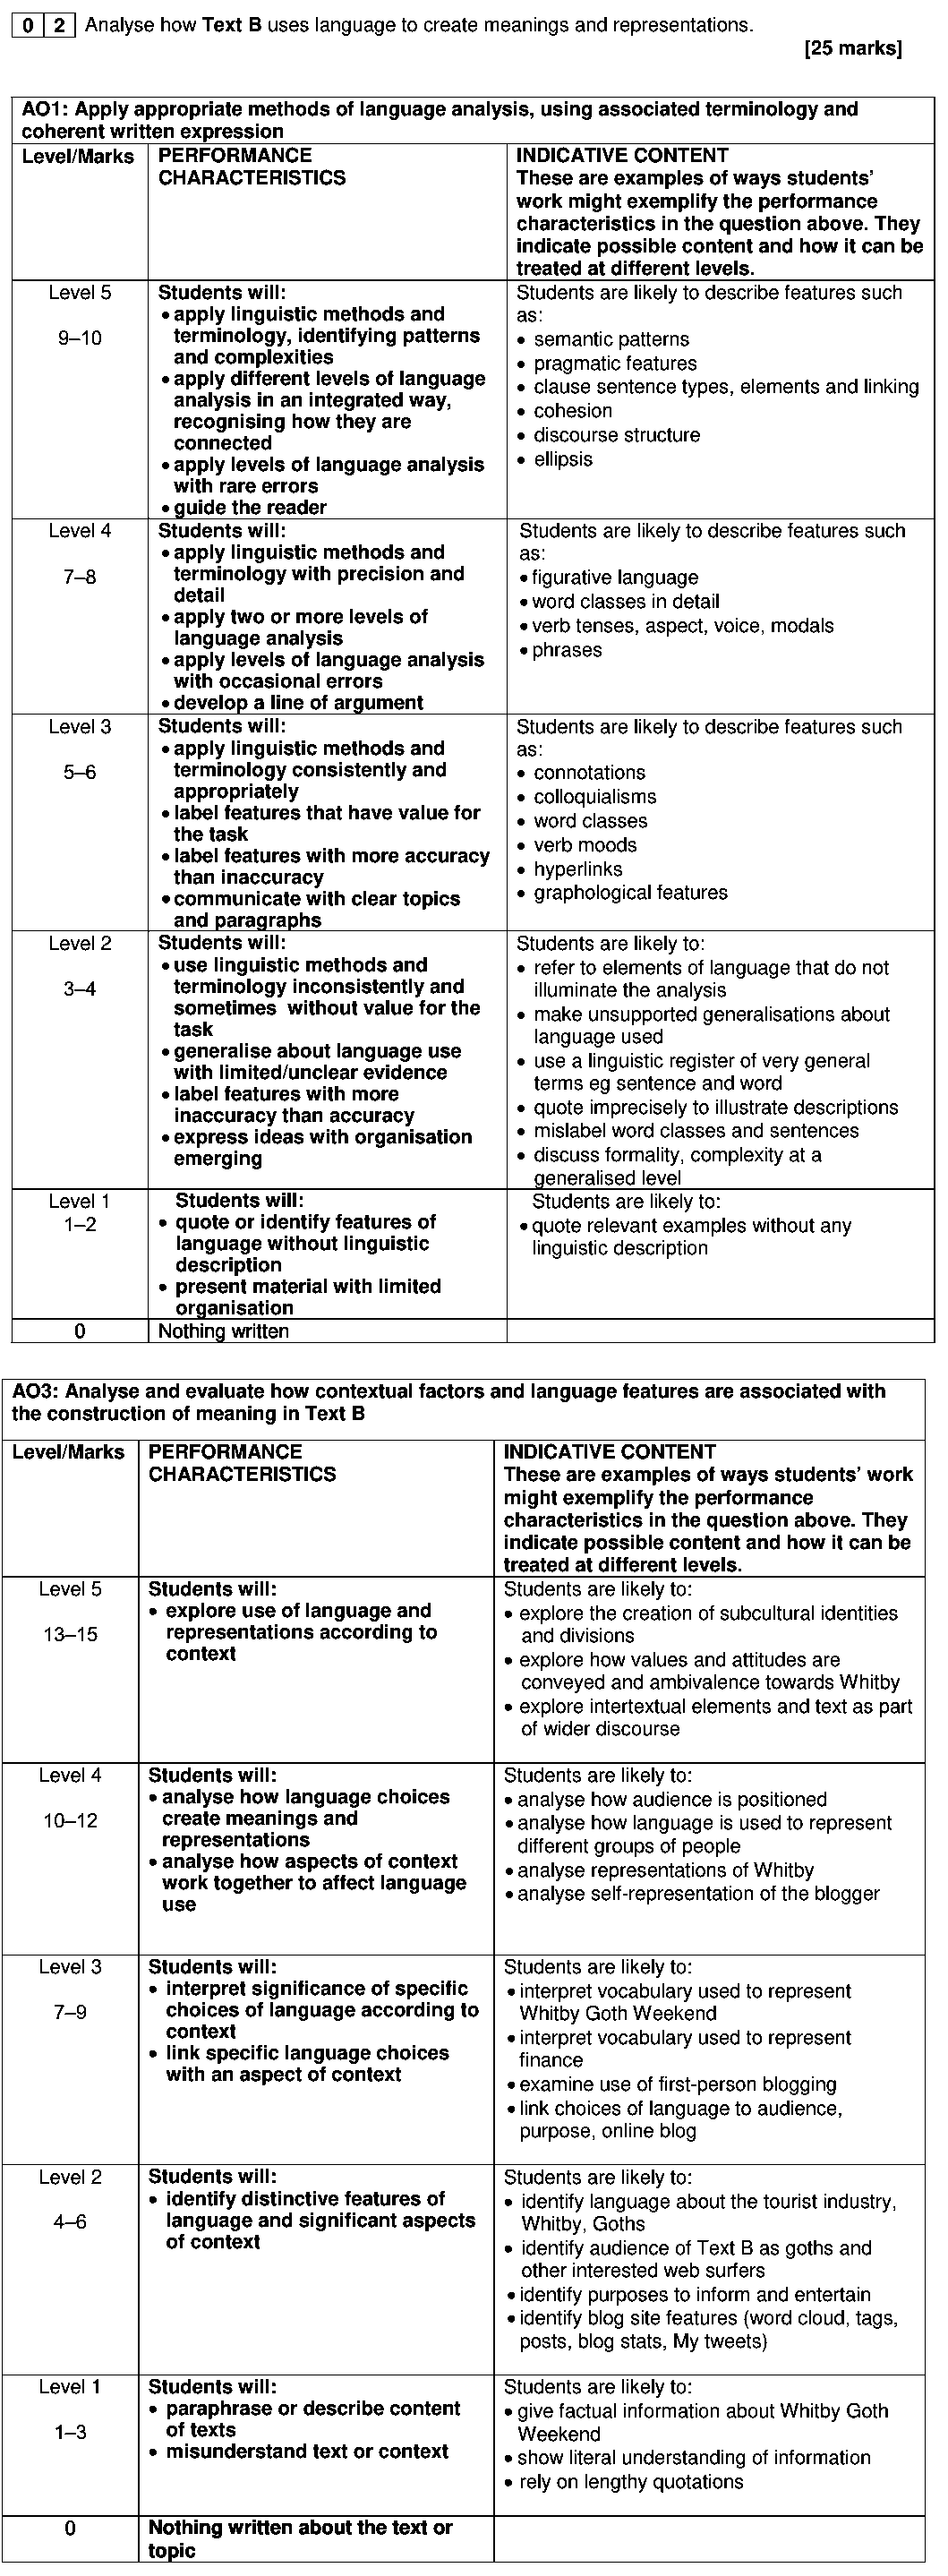 0 2 Analyse how Text B uses language to create meanings and representations.
[25 marks]
AO1: Apply appropriate methods of language analysis, using associated terminology and
coherent written expression
Level/Marks
PERFORMANCE
CHARACTERISTICS
INDICATIVE CONTENT
These are examples of ways students'
work might exemplify the performance
characteristics in the question above. They
indicate possible content and how it can be
treated at different levels.
Level 5
9–10
Students will:
• apply linguistic methods and
terminology, identifying patterns
and complexities
• apply different levels of language
analysis in an integrated way,
recognising how they are
connected
• apply levels of language analysis
with rare errors
• guide the reader
Students are likely to describe features such
as:
• semantic patterns
• pragmatic features
• clause sentence types, elements and linking
• cohesion
• discourse structure
• ellipsis
Level 4
7–8
Students will:
• apply linguistic methods and
terminology with precision and
detail
• apply two or more levels of
language analysis
• apply levels of language analysis
with occasional errors
• develop a line of argument
Students are likely to describe features such
as:
• figurative language
• word classes in detail
• verb tenses, aspect, voice, modals
• phrases
Level 3
5–6
Students will:
• apply linguistic methods and
terminology consistently and
appropriately
• label features that have value for
the task
• label features with more accuracy
than inaccuracy
• communicate with clear topics
and paragraphs
Students are likely to describe features such
as:
• connotations
• colloquialisms
• word classes
• verb moods
• hyperlinks
• graphological features
Level 2
3–4
Students will:
• use linguistic methods and
terminology inconsistently and
sometimes without value for the
task
• generalise about language use
with limited/unclear evidence
• label features with more
inaccuracy than accuracy
• express ideas with organisation
emerging
Students are likely to:
• refer to elements of language that do not
illuminate the analysis
• make unsupported generalisations about
language used
• use a linguistic register of very general
terms eg sentence and word
• quote imprecisely to illustrate descriptions
• mislabel word classes and sentences
• discuss formality, complexity at a
generalised level
Level 1
1–2
Students will:
• quote or identify features of
language without linguistic
description
• present material with limited
organisation
Students are likely to:
• quote relevant examples without any
linguistic description
0
Nothing written
AO3: Analyse and evaluate how contextual factors and language features are associated with
the construction of meaning in Text B
Level/Marks
PERFORMANCE
CHARACTERISTICS
INDICATIVE CONTENT
These are examples of ways students' work
might exemplify the performance
characteristics in the question above. They
indicate possible content and how it can be
treated at different levels.
Level 5
13–15
Students will:
• explore use of language and
representations according to
context
Students are likely to:
• explore the creation of subcultural identities
and divisions
• explore how values and attitudes are
conveyed and ambivalence towards Whitby
• explore intertextual elements and text as part
of wider discourse
Level 4
10–12
Students will:
• analyse how language choices
create meanings and
representations
• analyse how aspects of context
work together to affect language
use
Students are likely to:
• analyse how audience is positioned
• analyse how language is used to represent
different groups of people
• analyse representations of Whitby
• analyse self-representation of the blogger
Level 3
7–9
Students will:
• interpret significance of specific
choices of language according to
context
• link specific language choices
with an aspect of context
Students are likely to:
• interpret vocabulary used to represent
Whitby Goth Weekend
• interpret vocabulary used to represent
finance
• examine use of first-person blogging
• link choices of language to audience,
purpose, online blog
Level 2
4–6
Students will:
• identify distinctive features of
language and significant aspects
of context
Students are likely to:
• identify language about the tourist industry,
Whitby, Goths
• identify audience of Text B as goths and
other interested web surfers
• identify purposes to inform and entertain
• identify blog site features (word cloud, tags,
posts, blog stats, My tweets)
Level 1
1–3
Students will:
• paraphrase or describe content
of texts
• misunderstand text or context
Students are likely to:
• give factual information about Whitby Goth
Weekend
• show literal understanding of information
• rely on lengthy quotations
0
Nothing written about the text or
topic